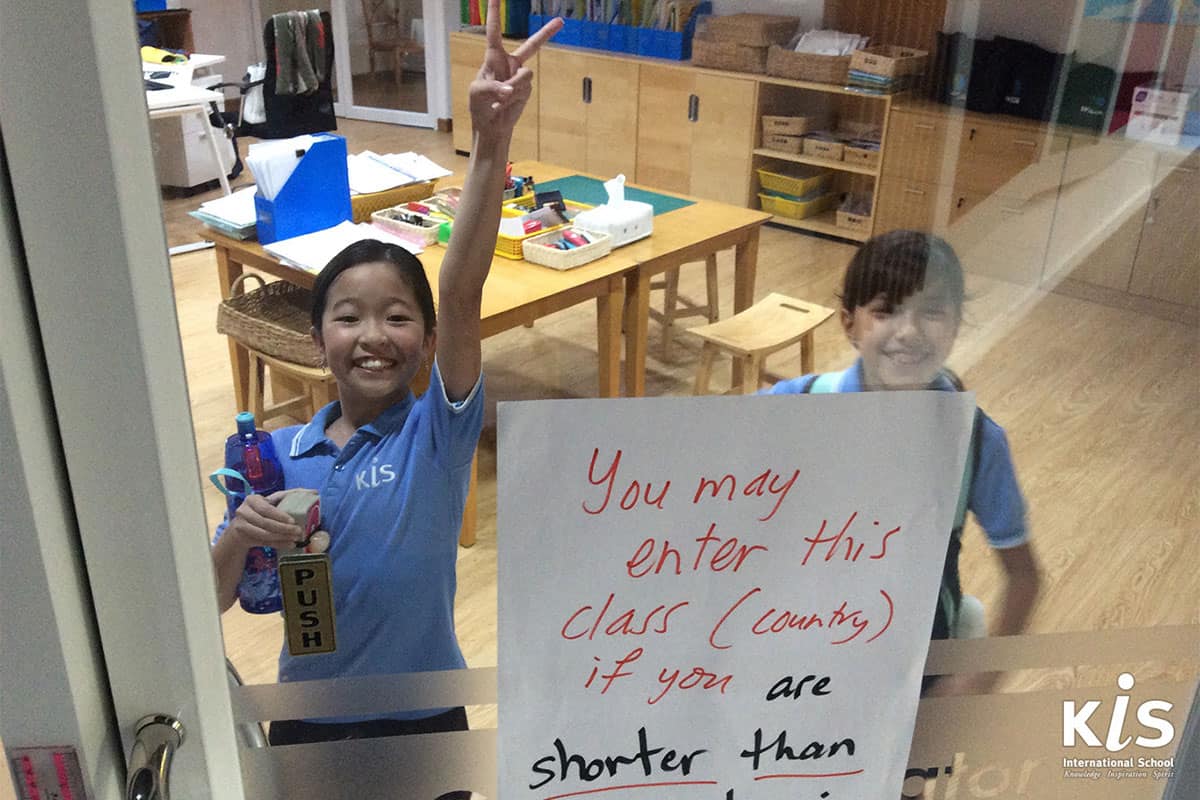 KiS
PUSH
You may
enter this
class (country)
if you are
shorter than
KiS
International School
Knowledge Inspiration Spirit